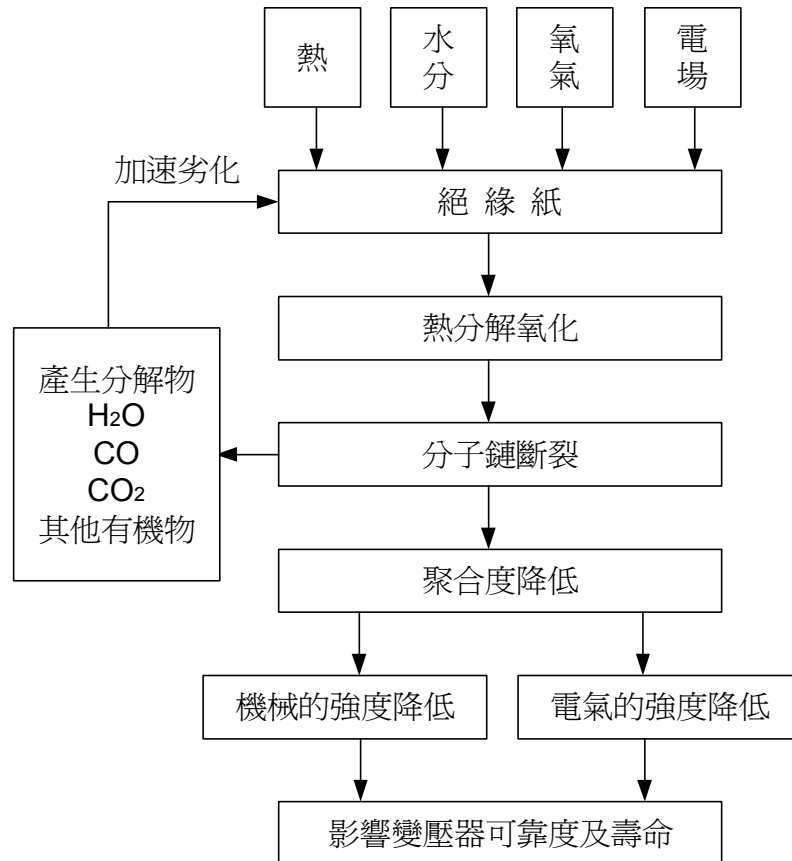 熱
水分
氧氣
電場
加速劣化
絕緣紙
熱分解氧化
產生分解物
H2O
CO
CO2
其他有機物
分子鏈斷裂
聚合度降低
機械的強度降低
電氣的強度降低
影響變壓器可靠度及壽命